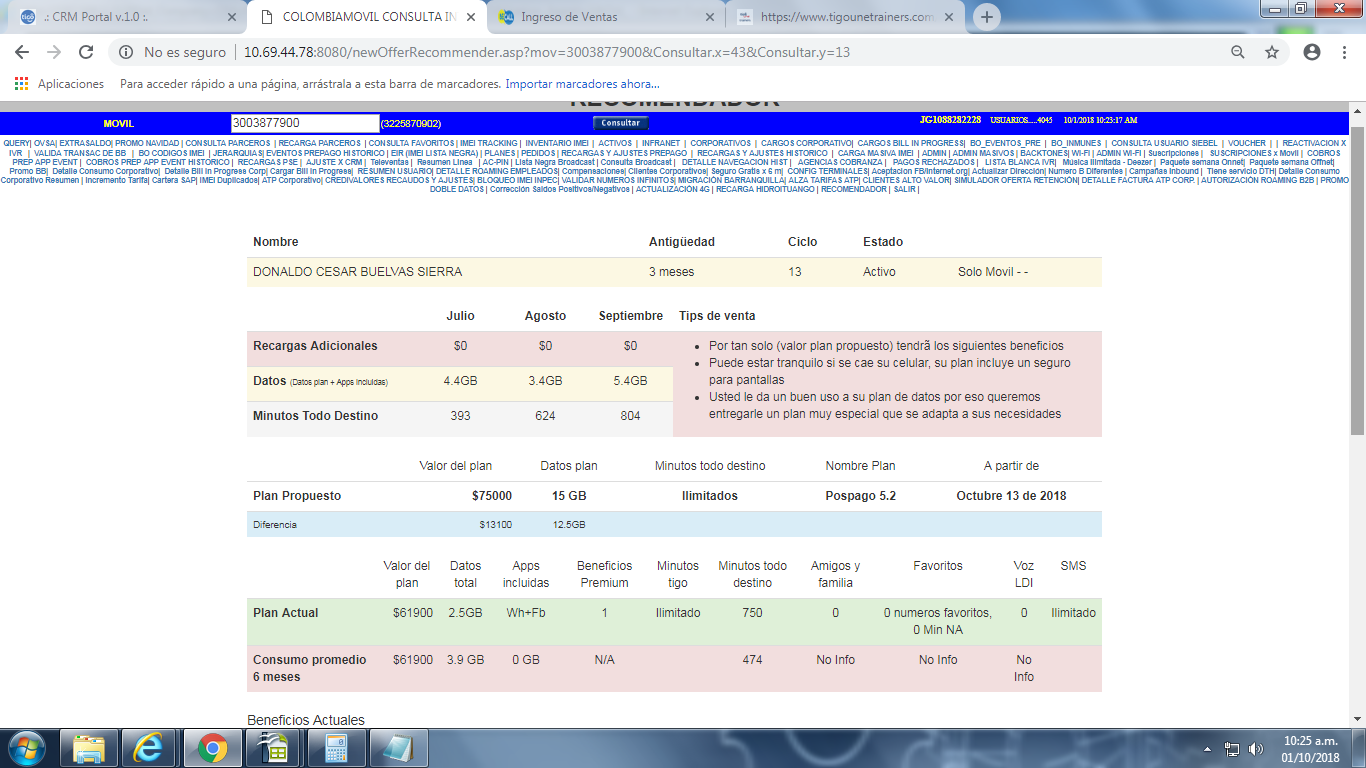 .: CRM Portal v.1.0 :.
COLOMBIAMOVIL CONSULTA IN
Ingreso de Ventas
https://www.tigounetrainers.com
No es seguro | 10.69.44.78:8080/newOfferRecommender.asp?mov=3003877900&Consultar.x=43&Consultar.y=13
Aplicaciones Para acceder rápido a una página, arrástrala a esta barra de marcadores. Importar marcadores ahora...
RECOMENDADOR
MOVIL 3003877900 (3225870902) Consultar JG1088282228 USUARIOS.....4045 10/1/2018 10:23:17 AM
QUERY| OVSA| EXTRASALDO| PROMO NAVIDAD | CONSULTA PARCEROS | RECARGA PARCEROS | CONSULTA FAVORITOS | IMEI TRACKING | INVENTARIO IMEI | ACTIVOS | INFRANET | CORPORATIVOS | CARGOS CORPORATIVO| CARGOS BILL IN PROGRESS| BO_EVENTOS_PRE | BO_INMUNES | CONSULTA USUARIO SIEBEL | VOUCHER | | REACTIVACION X
IVR | VALIDA TRANSAC DE BB | BO CODIGOS IMEI | JERARQUIAS| EVENTOS PREPAGO HISTORICO | EIR (IMEI LISTA NEGRA) | PLANES | PEDIDOS | RECARGAS Y AJUSTES PREPAGO | RECARGAS Y AJUSTES HISTORICO | CARGA MASIVA IMEI | ADMIN | ADMIN MASIVOS | BACKTONES| WI-FI | ADMIN WI-FI | Suscripciones | SUSCRIPCIONES x Movil | COBROS
PREP APP EVENT | COBROS PREP APP EVENT HISTORICO | RECARGAS PSE | AJUSTE X CRM | Televentas | Resumen Linea | AC-PIN | Lista Negra Broadcast | Consulta Broadcast | DETALLE NAVEGACION HIST | AGENCIAS COBRANZA | PAGOS RECHAZADOS | LISTA BLANCA IVR| Música Ilimitada - Deezer | Paquete semana Onnet| Paquete semana Offnet|
Promo BB| Detalle Consumo Corporativo| Detalle Bill In Progress Corp| Cargar Bill In Progress| RESUMEN USUARIO| DETALLE ROAMING EMPLEADOS| Compensaciones| Clientes Corporativos| Seguro Gratis x 6 m| CONFIG TERMINALES| Aceptacion FB/Internet.org| Actualizar Dirección| Numero B Diferentes | Campañas Inbound | Tiene servicio DTH| Detalle Consumo
Corporativo Resumen | Incremento Tarifa| Cartera SAP| IMEI Duplicados| ATP Corporativo| CREDIVALORES RECAUDOS Y AJUSTES| BLOQUEO IMEI INPEC| VALIDAR NUMEROS INFINITOS| MIGRACIÓN BARRANQUILLA| ALZA TARIFAS ATP| CLIENTES ALTO VALOR| SIMULADOR OFERTA RETENCIÓN| DETALLE FACTURA ATP CORP. | AUTORIZACIÓN ROAMING B2B | PROMO
DOBLE DATOS | Corrección Saldos Positivos/Negativos | ACTUALIZACIÓN 4G | RECARGA HIDROITUANGO | RECOMENDADOR | SALIR |
Nombre Antigüedad Ciclo Estado
DONALDO CESAR BUELVAS SIERRA 3 meses 13 Activo Solo Movil - -
Julio Agosto Septiembre Tips de venta
Recargas Adicionales $0 $0 $0
Datos (Datos plan + Apps incluidas) 4.4GB 3.4GB 5.4GB
Minutos Todo Destino 393 624 804
• Por tan solo (valor plan propuesto) tendrã los siguientes beneficios
• Puede estar tranquilo si se cae su celular, su plan incluye un seguro
para pantallas
• Usted le da un buen uso a su plan de datos por eso queremos
entregarle un plan muy especial que se adapta a sus necesidades
Valor del plan Datos plan Minutos todo destino Nombre Plan A partir de
Plan Propuesto $75000 15 GB Ilimitados Pospago 5.2 Octubre 13 de 2018
Diferencia $13100 12.5GB
Valor del plan Datos total Apps incluidas Beneficios Premium Minutos tigo Minutos todo destino Amigos y familia Favoritos Voz LDI SMS
Plan Actual $61900 2.5GB Wh+Fb 1 Ilimitado 750 0 0 numeros favoritos, 0 Min NA 0 Ilimitado
Consumo promedio 6 meses $61900 3.9 GB 0 GB N/A 474 No Info No Info No Info
Beneficios Actuales
10:25 a.m.
01/10/2018